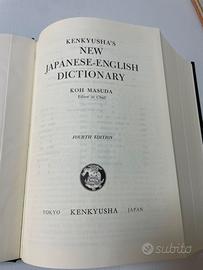 KENKYUSHA'S
NEW
JAPANESE-ENGLISH
DICTIONARY
KOH MASUDA
Editor in Chief
FOURTH EDITION
TOKYO KENKYUSHA JAPAN
subito